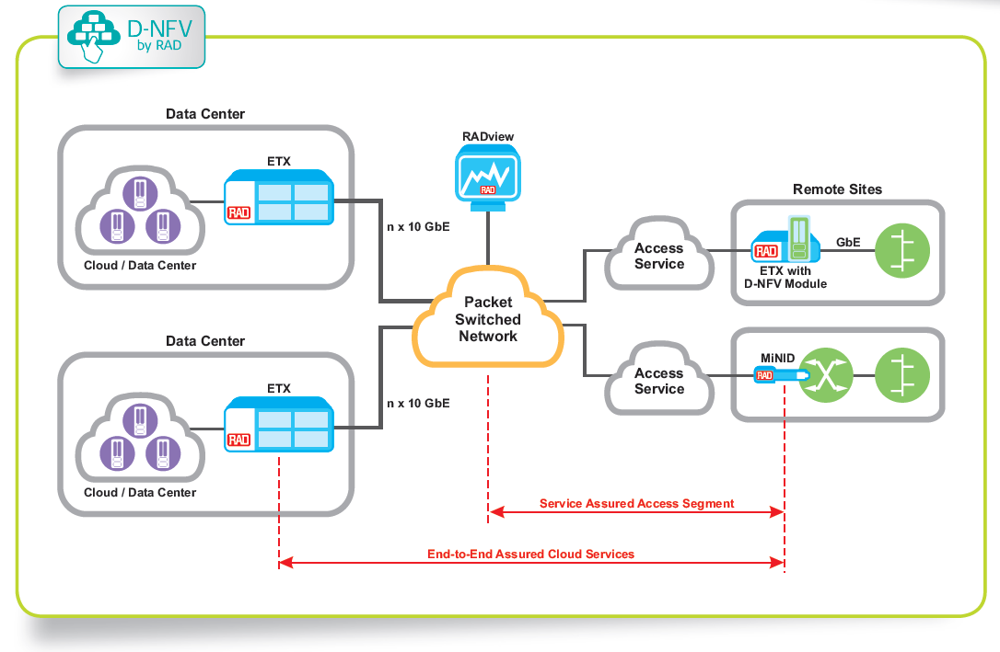 D-NFV
by RAD
Data Center
ETX
RAD
Cloud / Data Center
n x 10 GbE
RADview
RAD
Packet
Switched
Network
Access
Service
Remote Sites
RAD
GbE
ETX with
D-NFV Module
Data Center
ETX
RAD
Cloud / Data Center
n x 10 GbE
Access
Service
MiNID
RAD
Service Assured Access Segment
End-to-End Assured Cloud Services